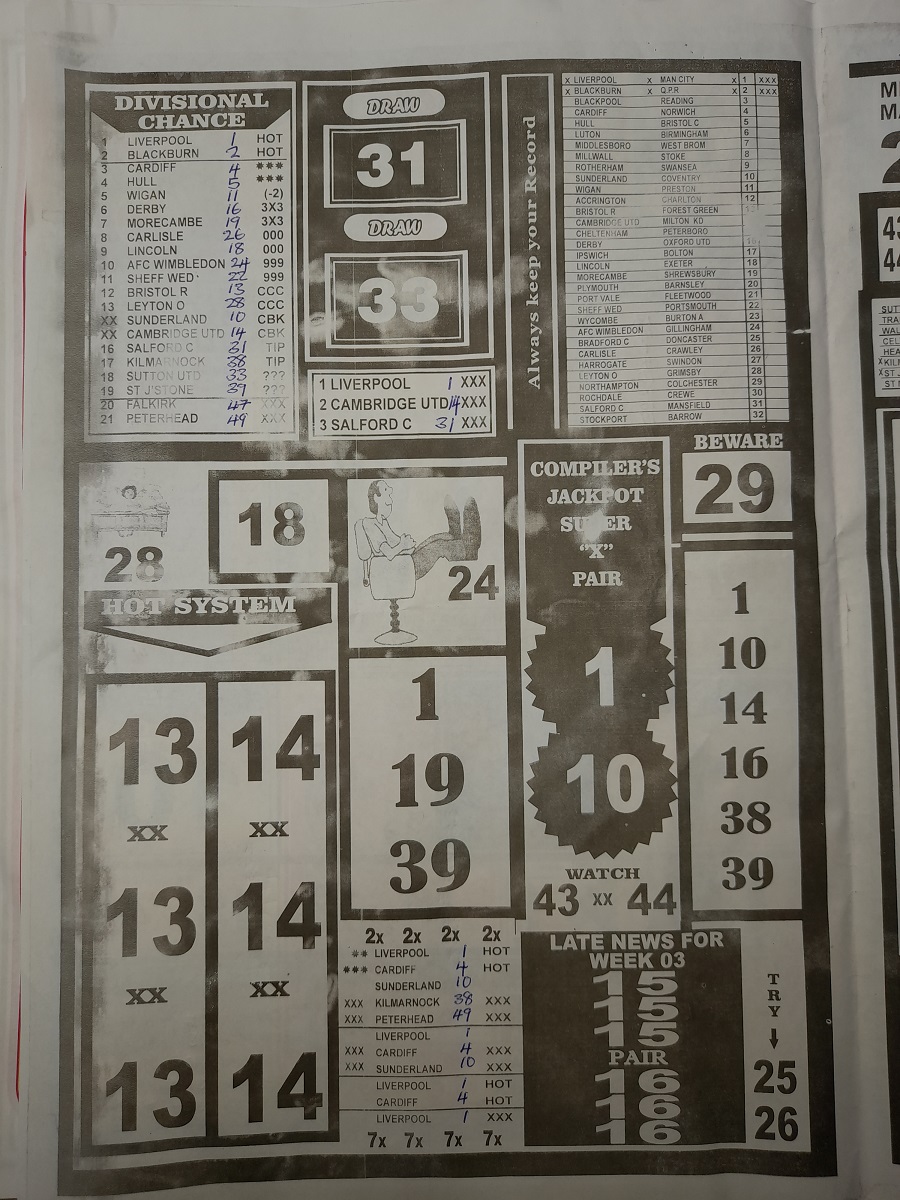 DIVISIONAL
CHANCE
1 LIVERPOOL 1 HOT
2 BLACKBURN 2 HOT
3 CARDIFF 4 ***
4 HULL 5 ***
5 WIGAN 11 (-2)
6 DERBY 16 3X3
7 MORECAMBE 19 3X3
8 CARLISLE 26 000
9 LINCOLN 18 000
10 AFC WIMBLEDON 24 999
11 SHEFF WED 22 999
12 BRISTOL R 13 CCC
13 LEYTON O 28 CCC
XX SUNDERLAND 10 CBK
XX CAMBRIDGE UTD 14 CBK
16 SALFORD C 31 TIP
17 KILMARNOCK 38 TIP
18 SUTTON UTD 33 ???
19 ST J'STONE 39 ???
20 FALKIRK 47 XXX
21 PETERHEAD 49 XXX
DRAW
31
DRAW
33
1 LIVERPOOL 1 XXX
2 CAMBRIDGE UTD 14 XXX
3 SALFORD C 31 XXX
Always keep your Record
X LIVERPOOL X MAN CITY X 1 XXX
X BLACKBURN X Q.P.R X 2 XXX
BLACKPOOL READING 3
CARDIFF NORWICH 4
HULL BRISTOL C 5
LUTON BIRMINGHAM 6
MIDDLESBORO WEST BROM 7
MILLWALL STOKE 8
ROTHERHAM SWANSEA 9
SUNDERLAND COVENTRY 10
WIGAN PRESTON 11
ACCRINGTON CHARLTON 12
BRISTOL R FOREST GREEN 13
CAMBRIDGE UTD MILTON KD
CHELTENHAM PETERBORO
DERBY OXFORD UTD 16
IPSWICH BOLTON 17
LINCOLN EXETER 18
MORECAMBE SHREWSBURY 19
PLYMOUTH BARNSLEY 20
PORT VALE FLEETWOOD 21
SHEFF WED PORTSMOUTH 22
WYCOMBE BURTON A 23
AFC WIMBLEDON GILLINGHAM 24
BRADFORD C DONCASTER 25
CARLISLE CRAWLEY 26
HARROGATE SWINDON 27
LEYTON O GRIMSBY 28
NORTHAMPTON COLCHESTER 29
ROCHDALE CREWE 30
SALFORD C MANSFIELD 31
STOCKPORT BARROW 32
28
18
24
HOT SYSTEM
13 14
XX XX
13 14
XX XX
13 14
1
19
39
COMPILER'S
JACKPOT
SUPER
"X"
PAIR
1
10
WATCH
43 XX 44
BEWARE
29
1
10
14
16
38
39
2x 2x 2x 2x
** LIVERPOOL 1 HOT
*** CARDIFF 4 HOT
SUNDERLAND 10
XXX KILMARNOCK 38 XXX
XXX PETERHEAD 49 XXX
LIVERPOOL 1
XXX CARDIFF 4 XXX
XXX SUNDERLAND 10 XXX
LIVERPOOL 1 HOT
CARDIFF 4 HOT
LIVERPOOL 1 XXX
7x 7x 7x 7x
LATE NEWS FOR
WEEK 03
15
15
15
PAIR
16
16
16
TRY
25
26